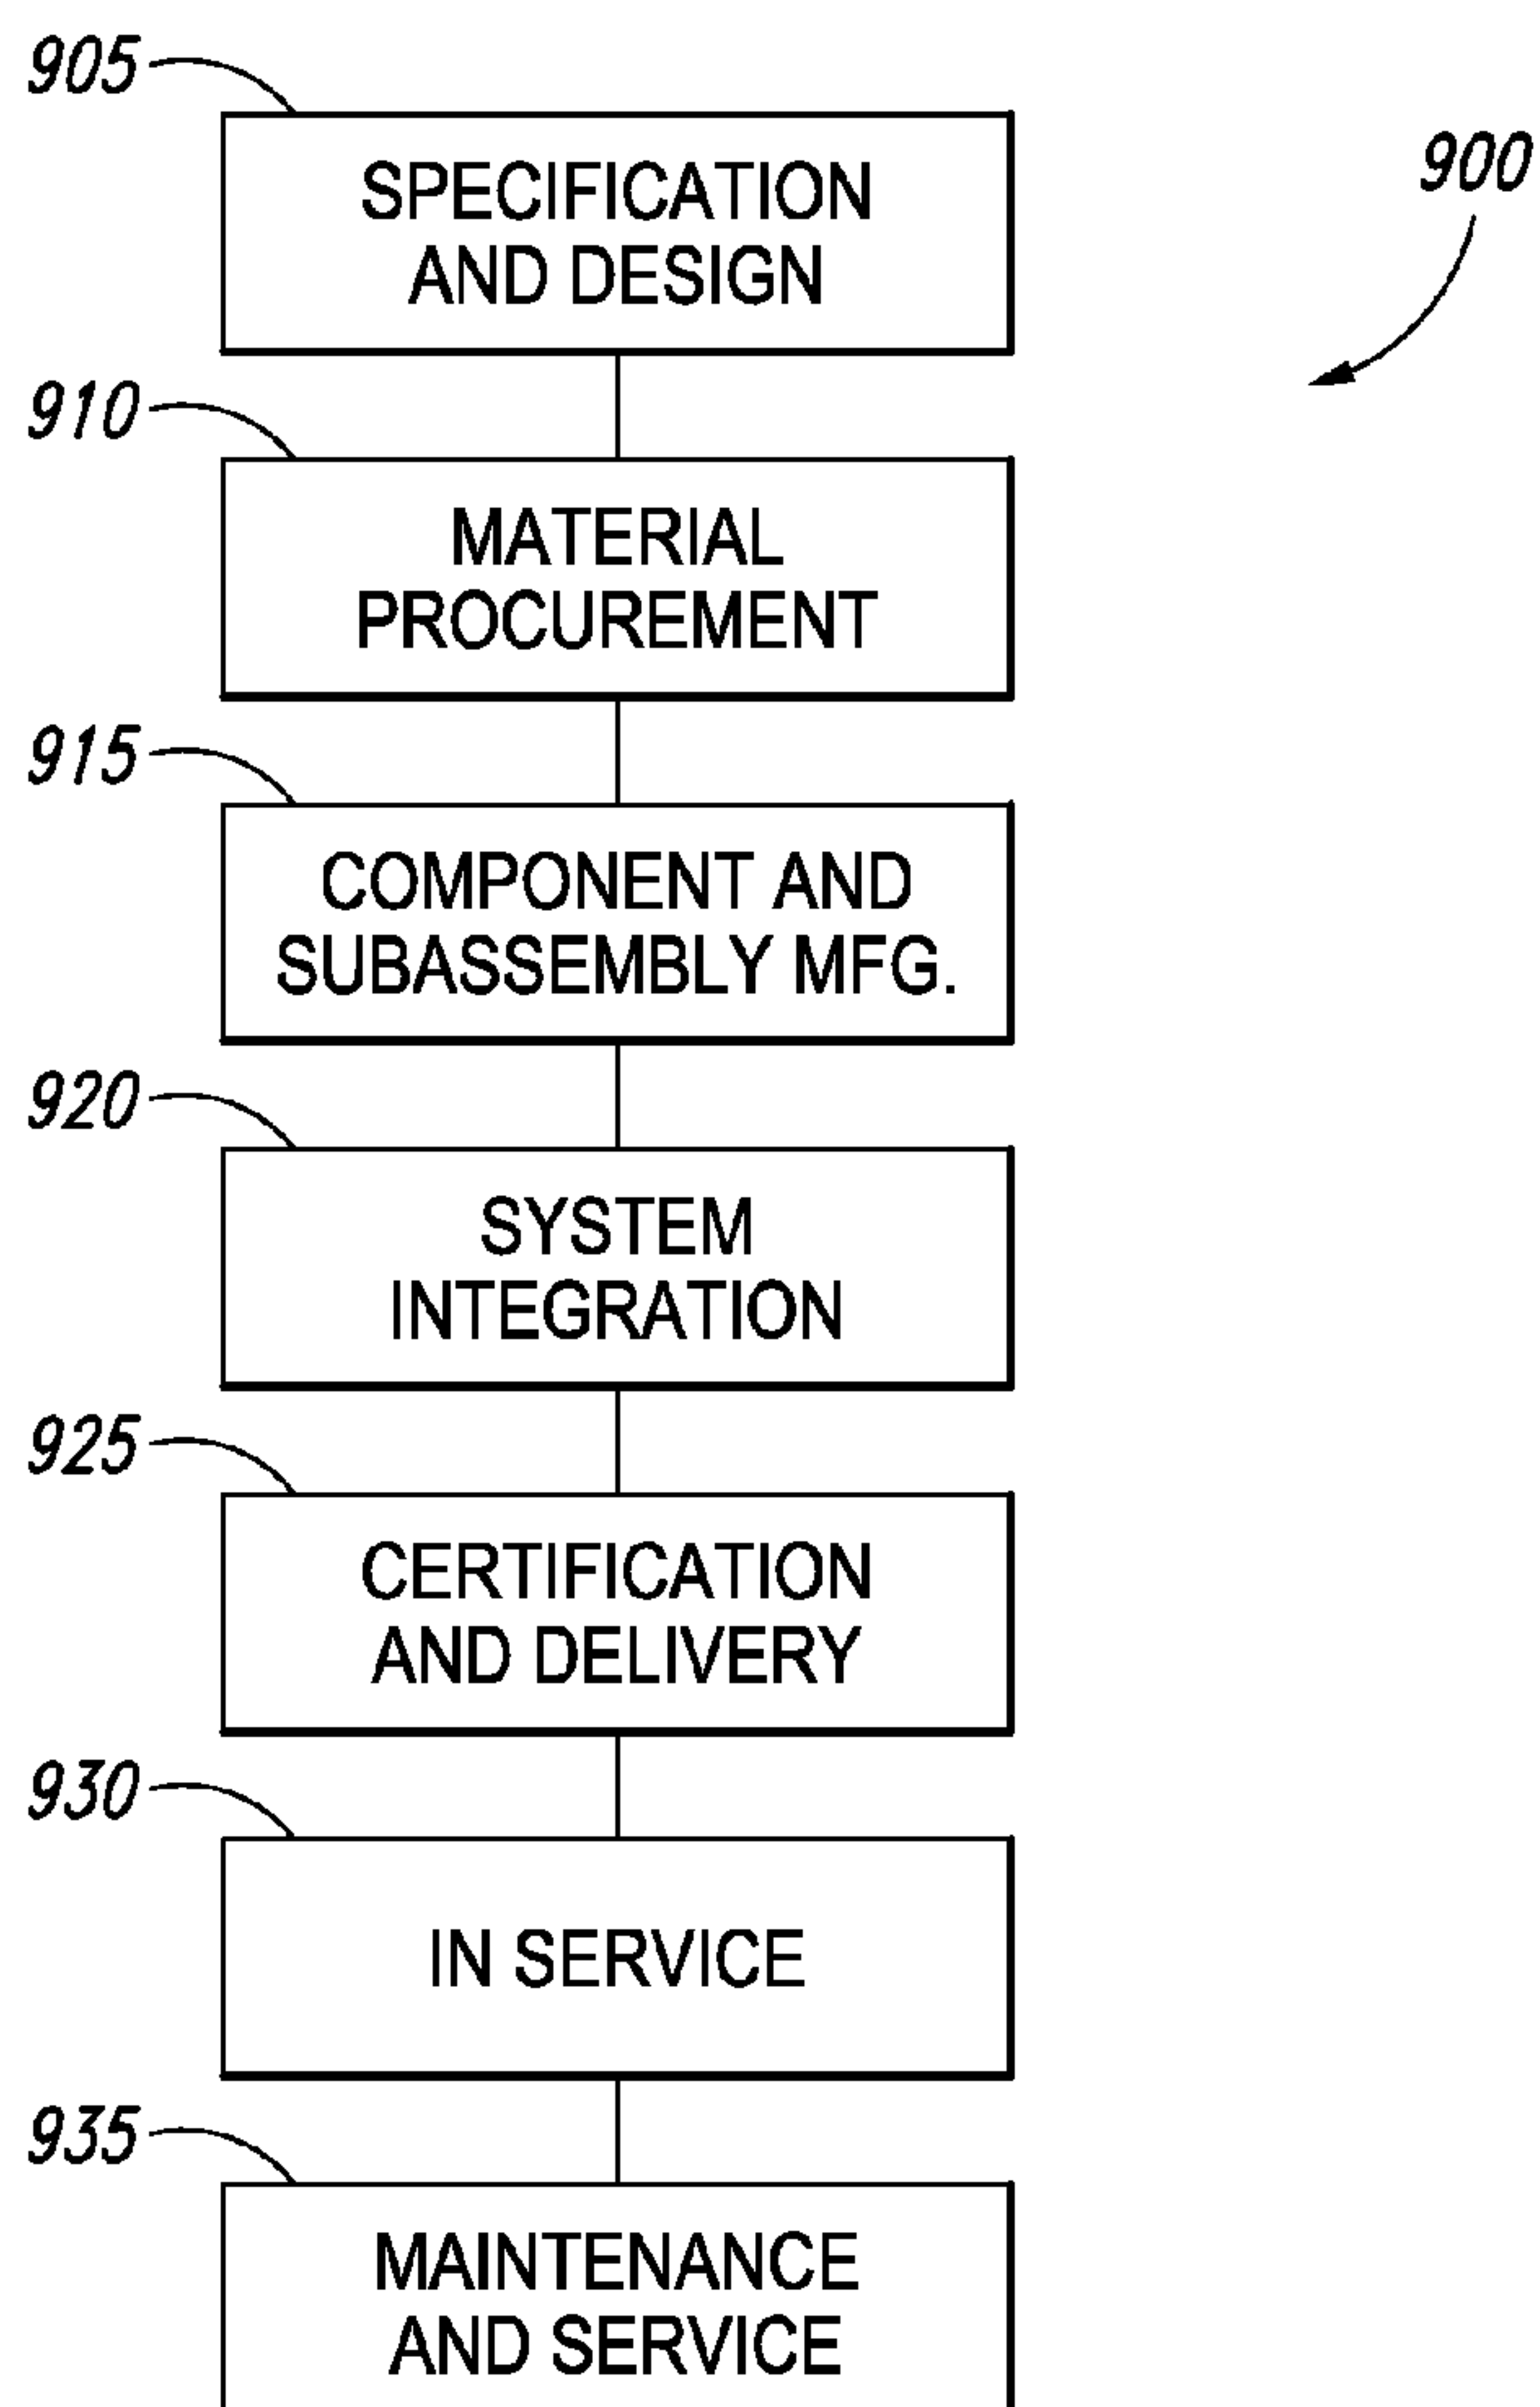 905
SPECIFICATION
AND DESIGN
900
910
MATERIAL
PROCUREMENT
915
COMPONENT AND
SUBASSEMBLY MFG.
920
SYSTEM
INTEGRATION
925
CERTIFICATION
AND DELIVERY
930
IN SERVICE
935
MAINTENANCE
AND SERVICE